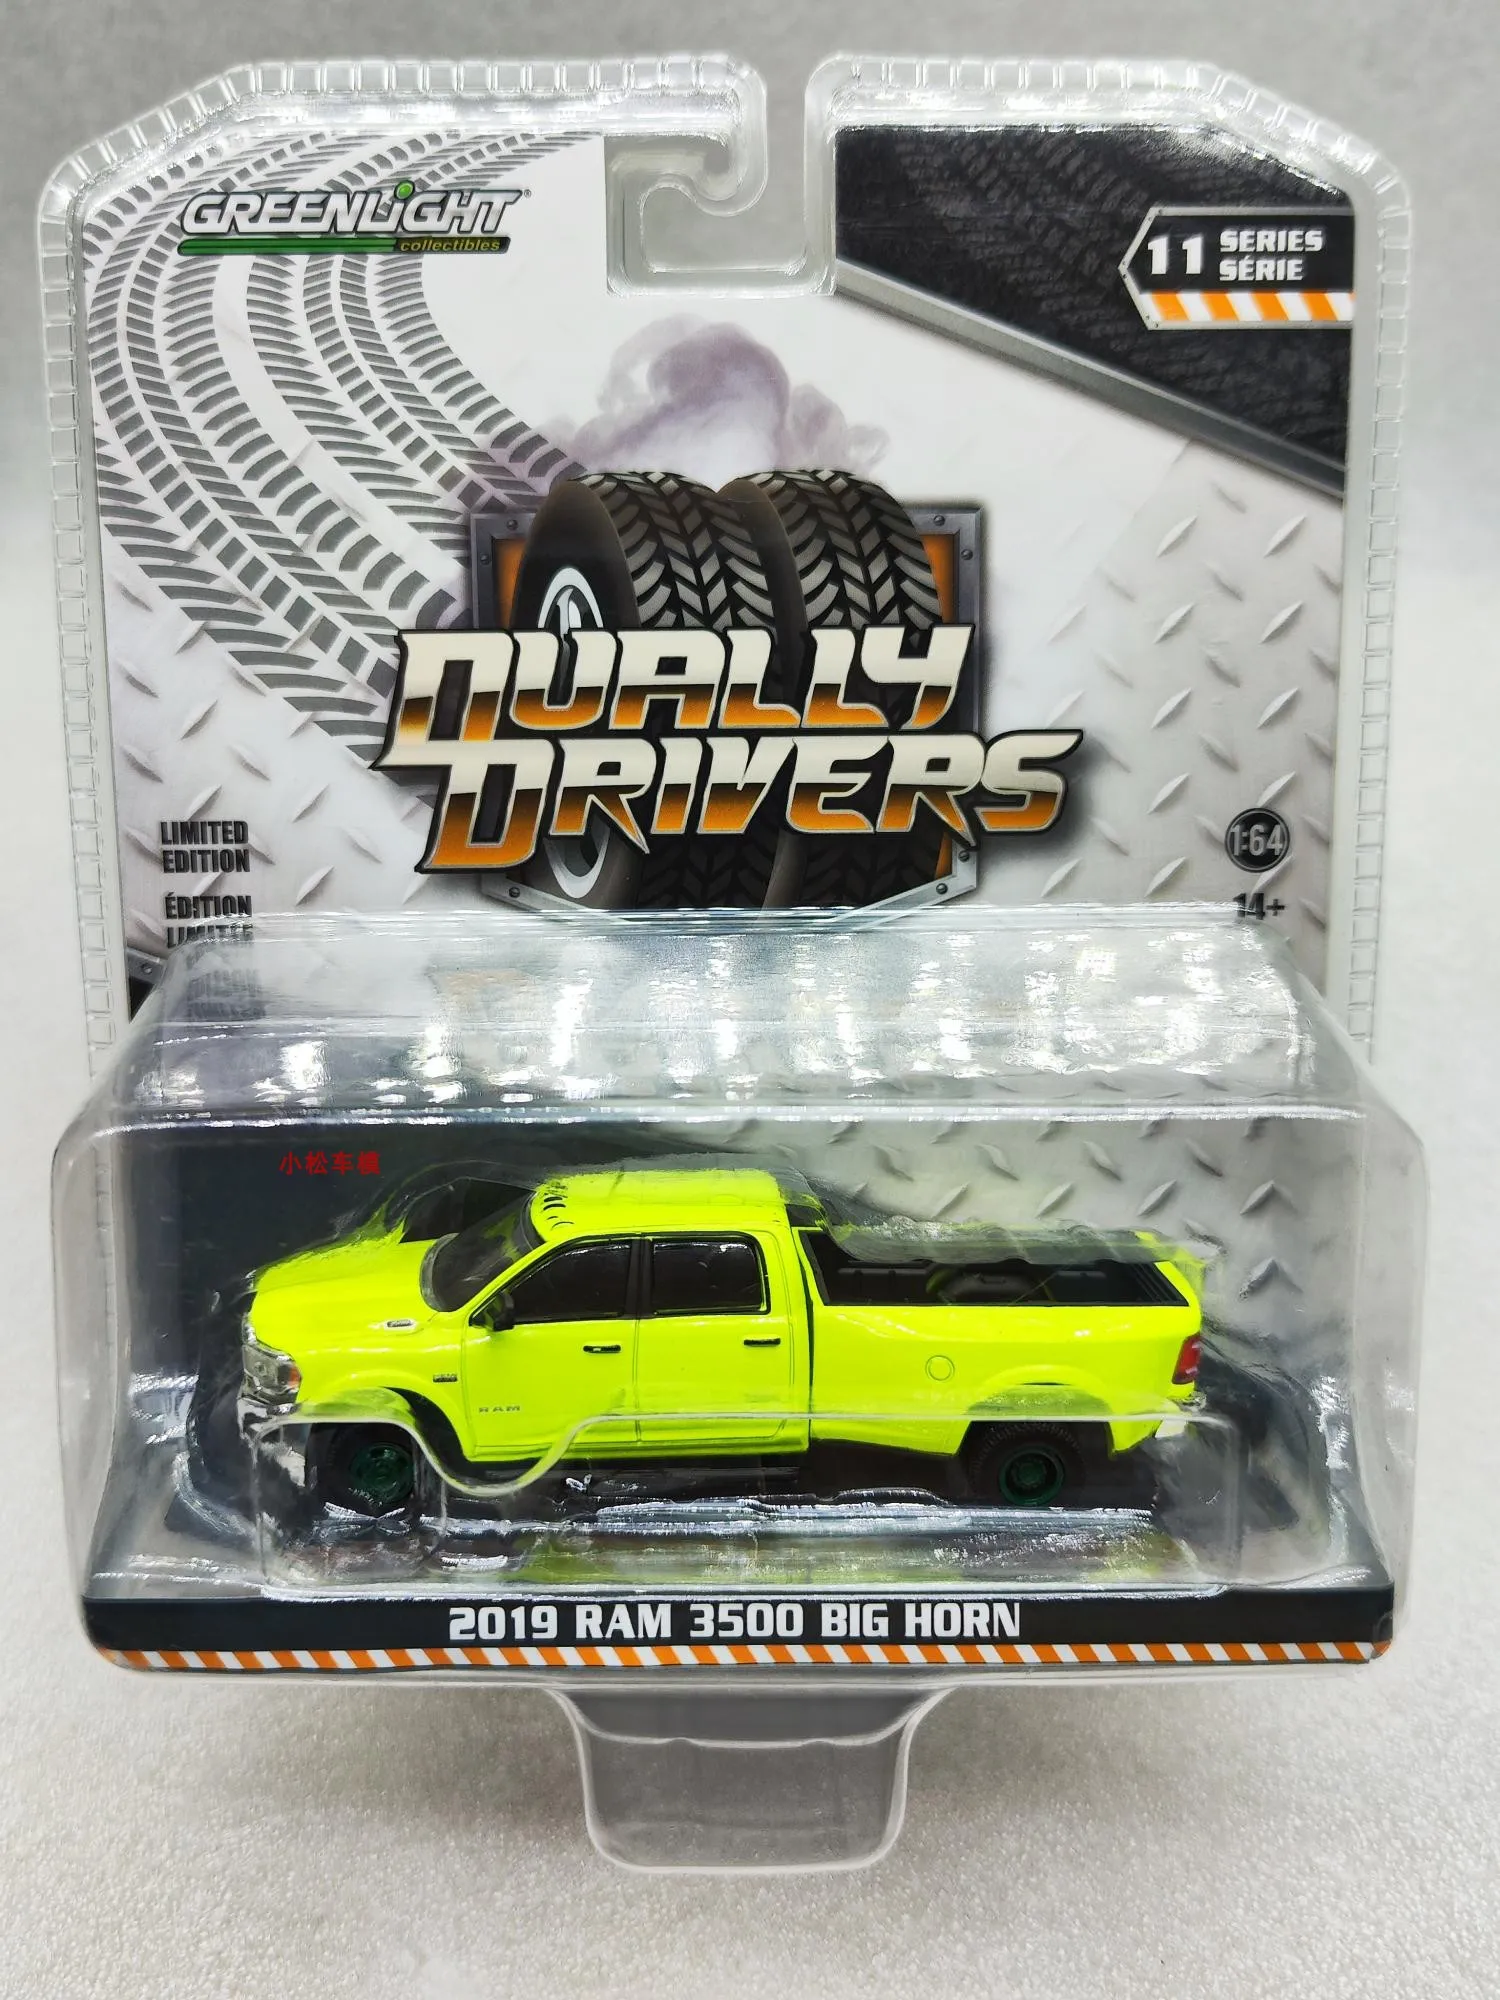 GREENLiGHT®
collectibles
11 SERIES
SÉRIE
DUALLY
DRIVERS
LIMITED
EDITION
ÉDITION
LIMITÉE
1:64
14+
小松车模
RAM
2019 RAM 3500 BIG HORN